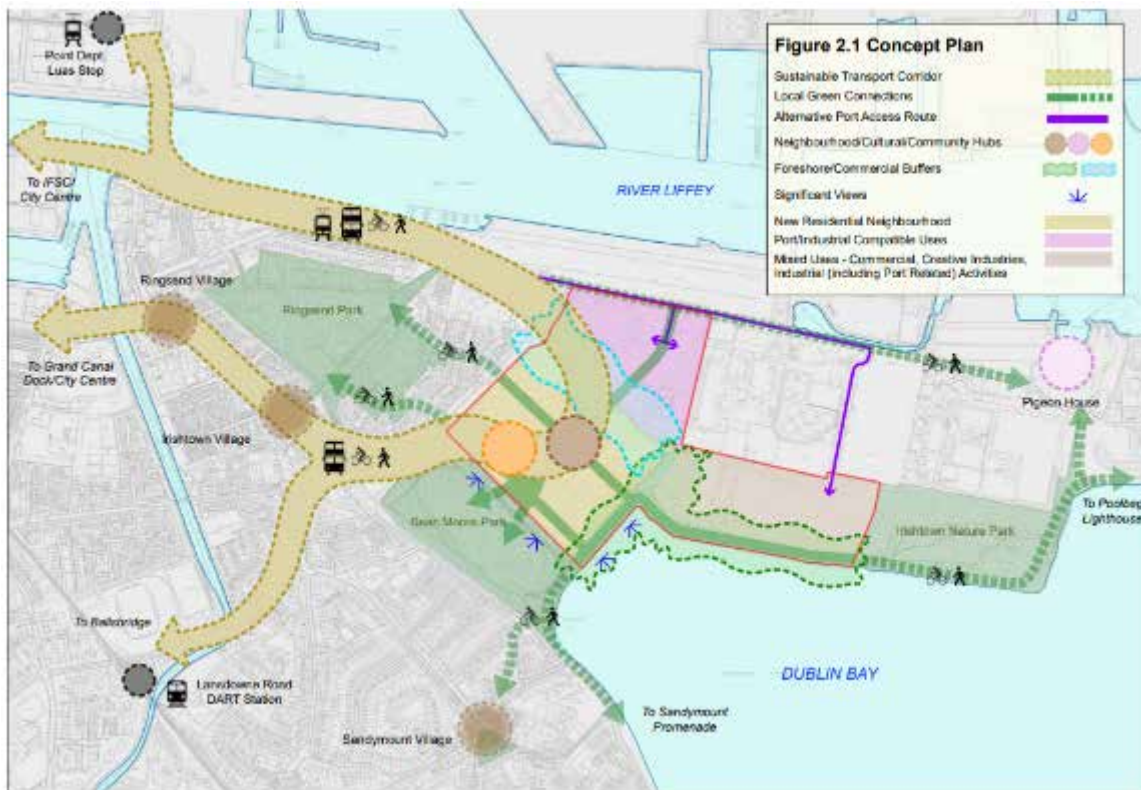 Point Dept.
Luas Stop
To IFSC/
City Centre
RIVER LIFFEY
Figure 2.1 Concept Plan
Sustainable Transport Corridor
Local Green Connections
Alternative Port Access Route
Neighbourhood/Cultural/Community Hubs
Foreshore/Commercial Buffers
Significant Views
New Residential Neighbourhood
Port/Industrial Compatible Uses
Mixed Uses - Commercial, Creative Industries,
Industrial (including Port Related) Activities
Ringsend Village
Ringsend Park
To Grand Canal
Dock/City Centre
Irishtown Village
Pigeon House
Sean Moore Park
Irishtown Nature Park
To Poolbeg
Lighthouse
To Ballsbridge
Lansdowne Road
DART Station
DUBLIN BAY
To Sandymount
Promenade
Sandymount Village